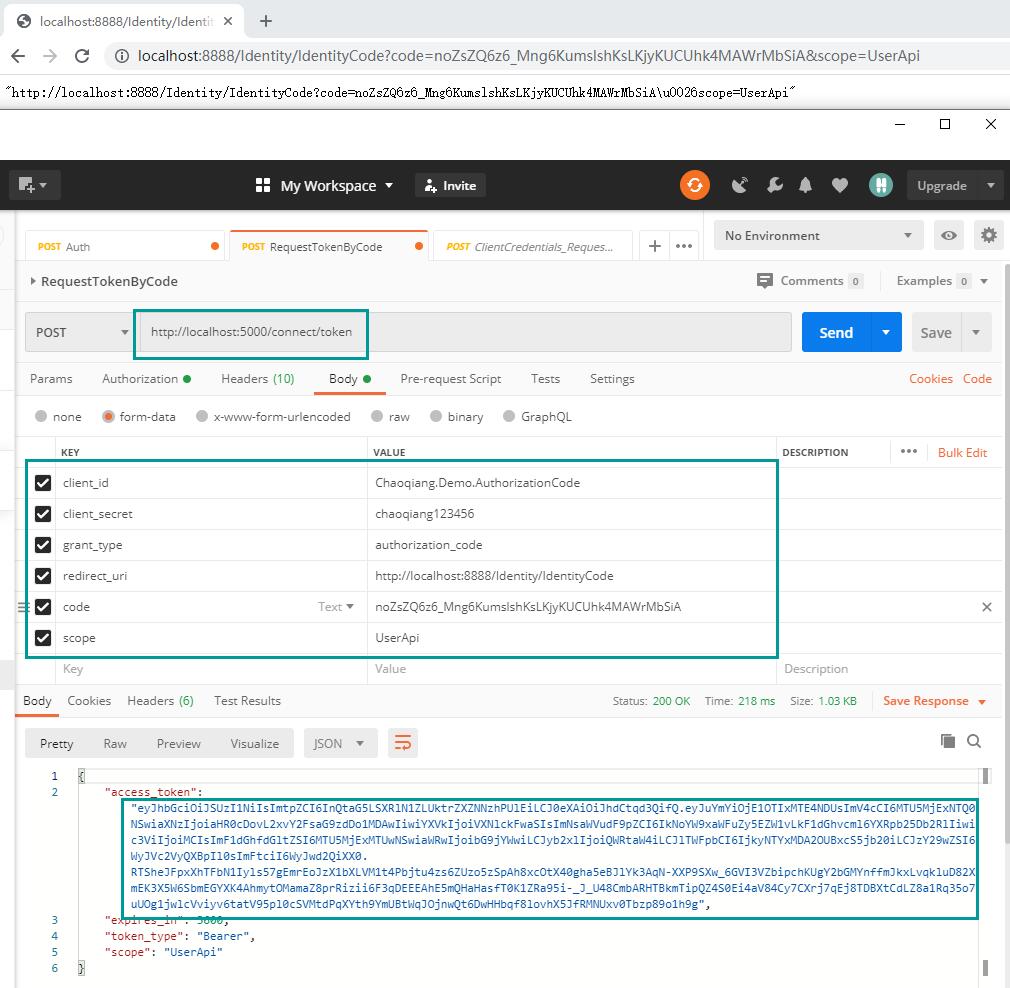 localhost:8888/Identity/Identi
localhost:8888/Identity/IdentityCode?code=noZsZQ6z6_Mng6KumslshKsLKjyKUCUhk4MAWrMbSiA&scope=UserApi
"http://localhost:8888/Identity/IdentityCode?code=noZsZQ6z6_Mng6KumslshKsLKjyKUCUhk4MAWrMbSiA\u0026scope=UserApi"
My Workspace Invite Upgrade
POST Auth POST RequestTokenByCode POST ClientCredentials_Reques... No Environment
RequestTokenByCode Comments 0 Examples 0
POST http://localhost:5000/connect/token Send Save
Params Authorization Headers (10) Body Pre-request Script Tests Settings Cookies Code
none form-data x-www-form-urlencoded raw binary GraphQL
KEY VALUE DESCRIPTION Bulk Edit
client_id Chaoqiang.Demo.AuthorizationCode
client_secret chaoqiang123456
grant_type authorization_code
redirect_uri http://localhost:8888/Identity/IdentityCode
code Text noZsZQ6z6_Mng6KumslshKsLKjyKUCUhk4MAWrMbSiA
scope UserApi
Key Value Description
Body Cookies Headers (6) Test Results Status: 200 OK Time: 218 ms Size: 1.03 KB Save Response
Pretty Raw Preview Visualize JSON
1 {
2 "access_token":
3 "expires_in": 3600,
4 "token_type": "Bearer",
5 "scope": "UserApi"
6 }